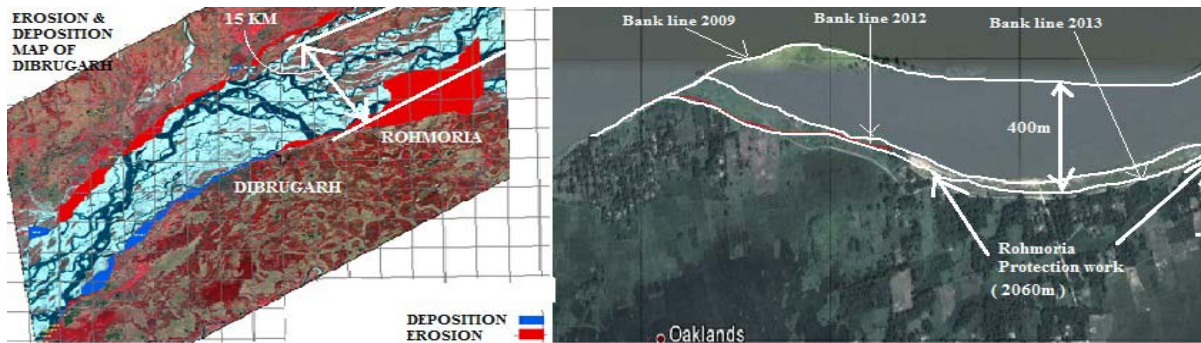 EROSION &
DEPOSITION
MAP OF
DIBRUGARH
15 KM
ROHMORIA
DIBRUGARH
DEPOSITION
EROSION
Bank line 2009
Bank line 2012
Bank line 2013
400m
Rohmoria
Protection work
( 2060m )
Oaklands